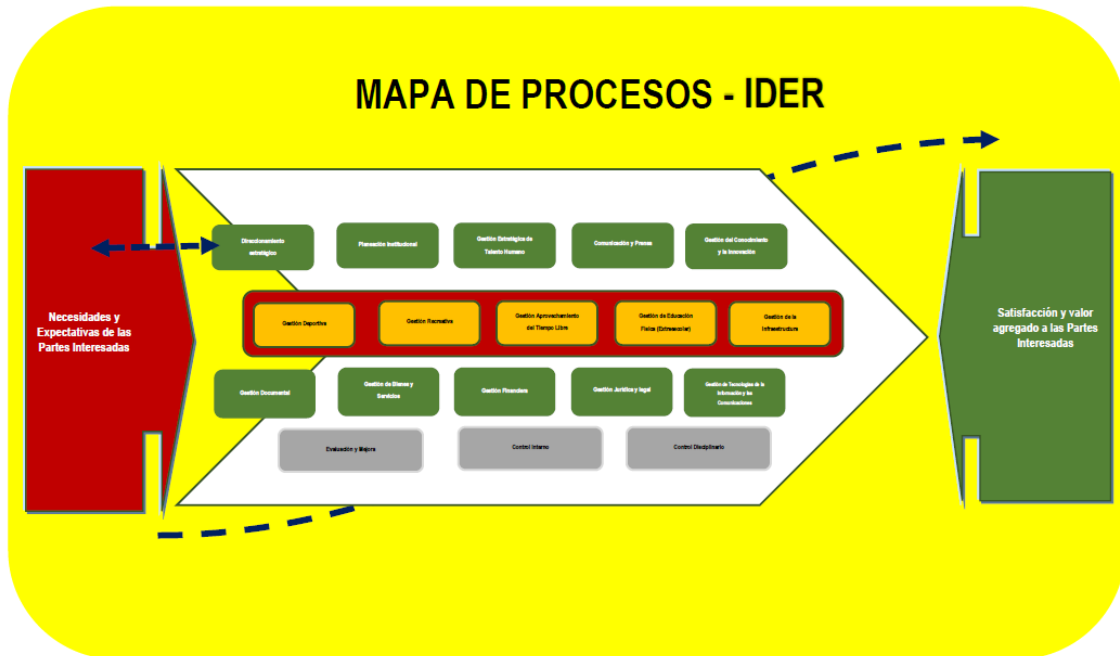 MAPA DE PROCESOS - IDER
Necesidades y
Expectativas de las
Partes Interesadas
Direccionamiento
estratégico
Planeación Institucional
Gestión Estratégica de
Talento Humano
Comunicación y Prensa
Gestión del Conocimiento
y la Innovación
Gestión Deportiva
Gestión Recreativa
Gestión Aprovechamiento
del Tiempo Libre
Gestión de Educación
Física (Extraescolar)
Gestión de la
Infraestructura
Gestión Documental
Gestión de Bienes y
Servicios
Gestión Financiera
Gestión Jurídica y legal
Gestión de Tecnologías de la
Información y las
Comunicaciones
Evaluación y Mejora
Control Interno
Control Disciplinario
Satisfacción y valor
agregado a las Partes
Interesadas